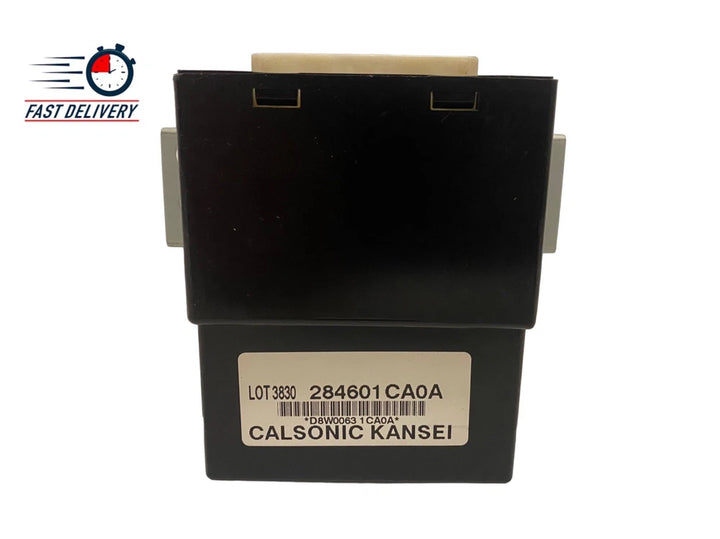 FAST DELIVERY
LOT 3830 284601CA0A
*D8W0063 1CA0A*
CALSONIC KANSEI